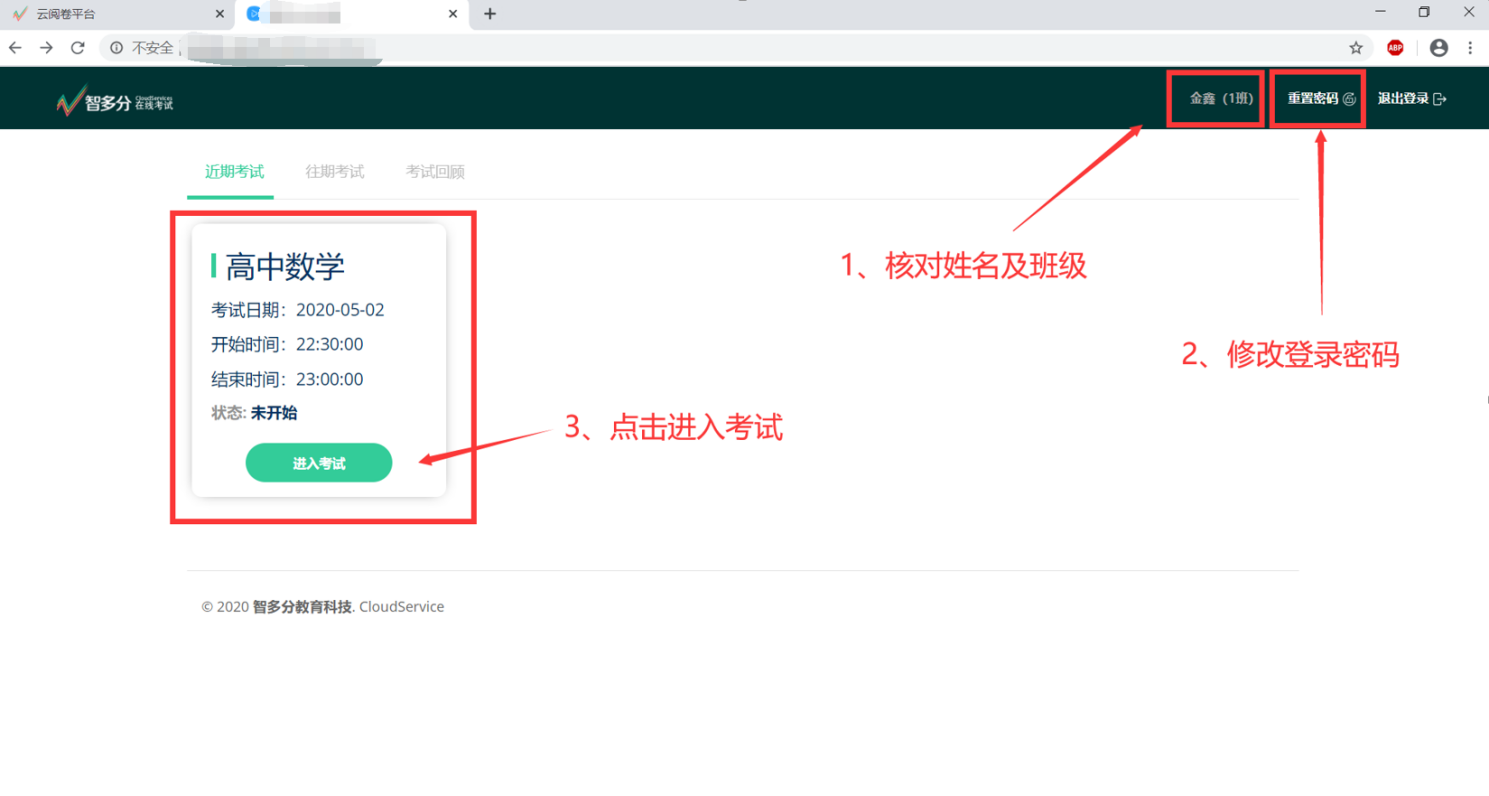 云阅卷平台
不安全
ABP
智多分 CloudServices 在线考试
金鑫（1班） 重置密码 退出登录
近期考试 往期考试 考试回顾
高中数学
考试日期：2020-05-02
开始时间：22:30:00
结束时间：23:00:00
状态: 未开始
进入考试
1、核对姓名及班级
2、修改登录密码
3、点击进入考试
© 2020 智多分教育科技. CloudService